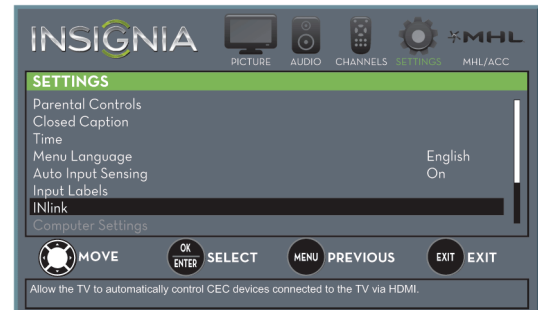 INSIGNIA
PICTURE AUDIO CHANNELS SETTINGS MHL/ACC
MHL
SETTINGS
Parental Controls
Closed Caption
Time
Menu Language English
Auto Input Sensing On
Input Labels
INlink
Computer Settings
MOVE OK ENTER SELECT MENU PREVIOUS EXIT EXIT
Allow the TV to automatically control CEC devices connected to the TV via HDMI.